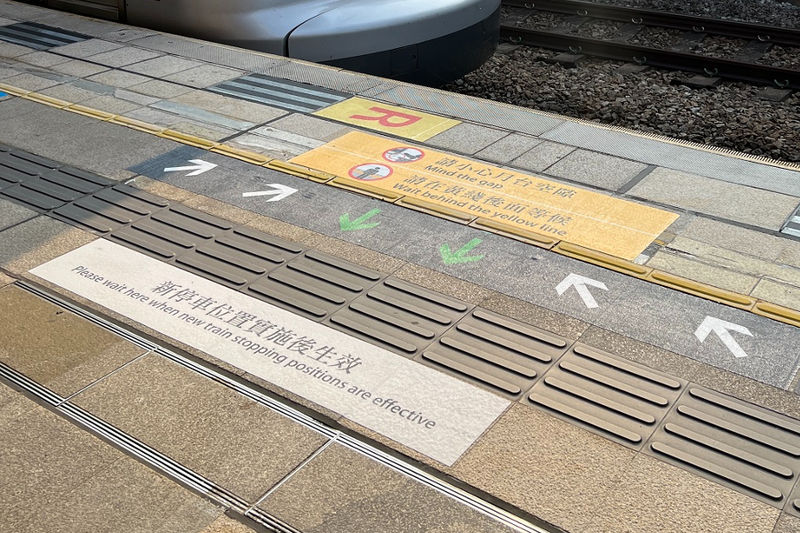 R
請小心月台空隙
Mind the gap
請在黃綫後面等候
Wait behind the yellow line
新停車位置實施後生效
Please wait here when new train stopping positions are effective